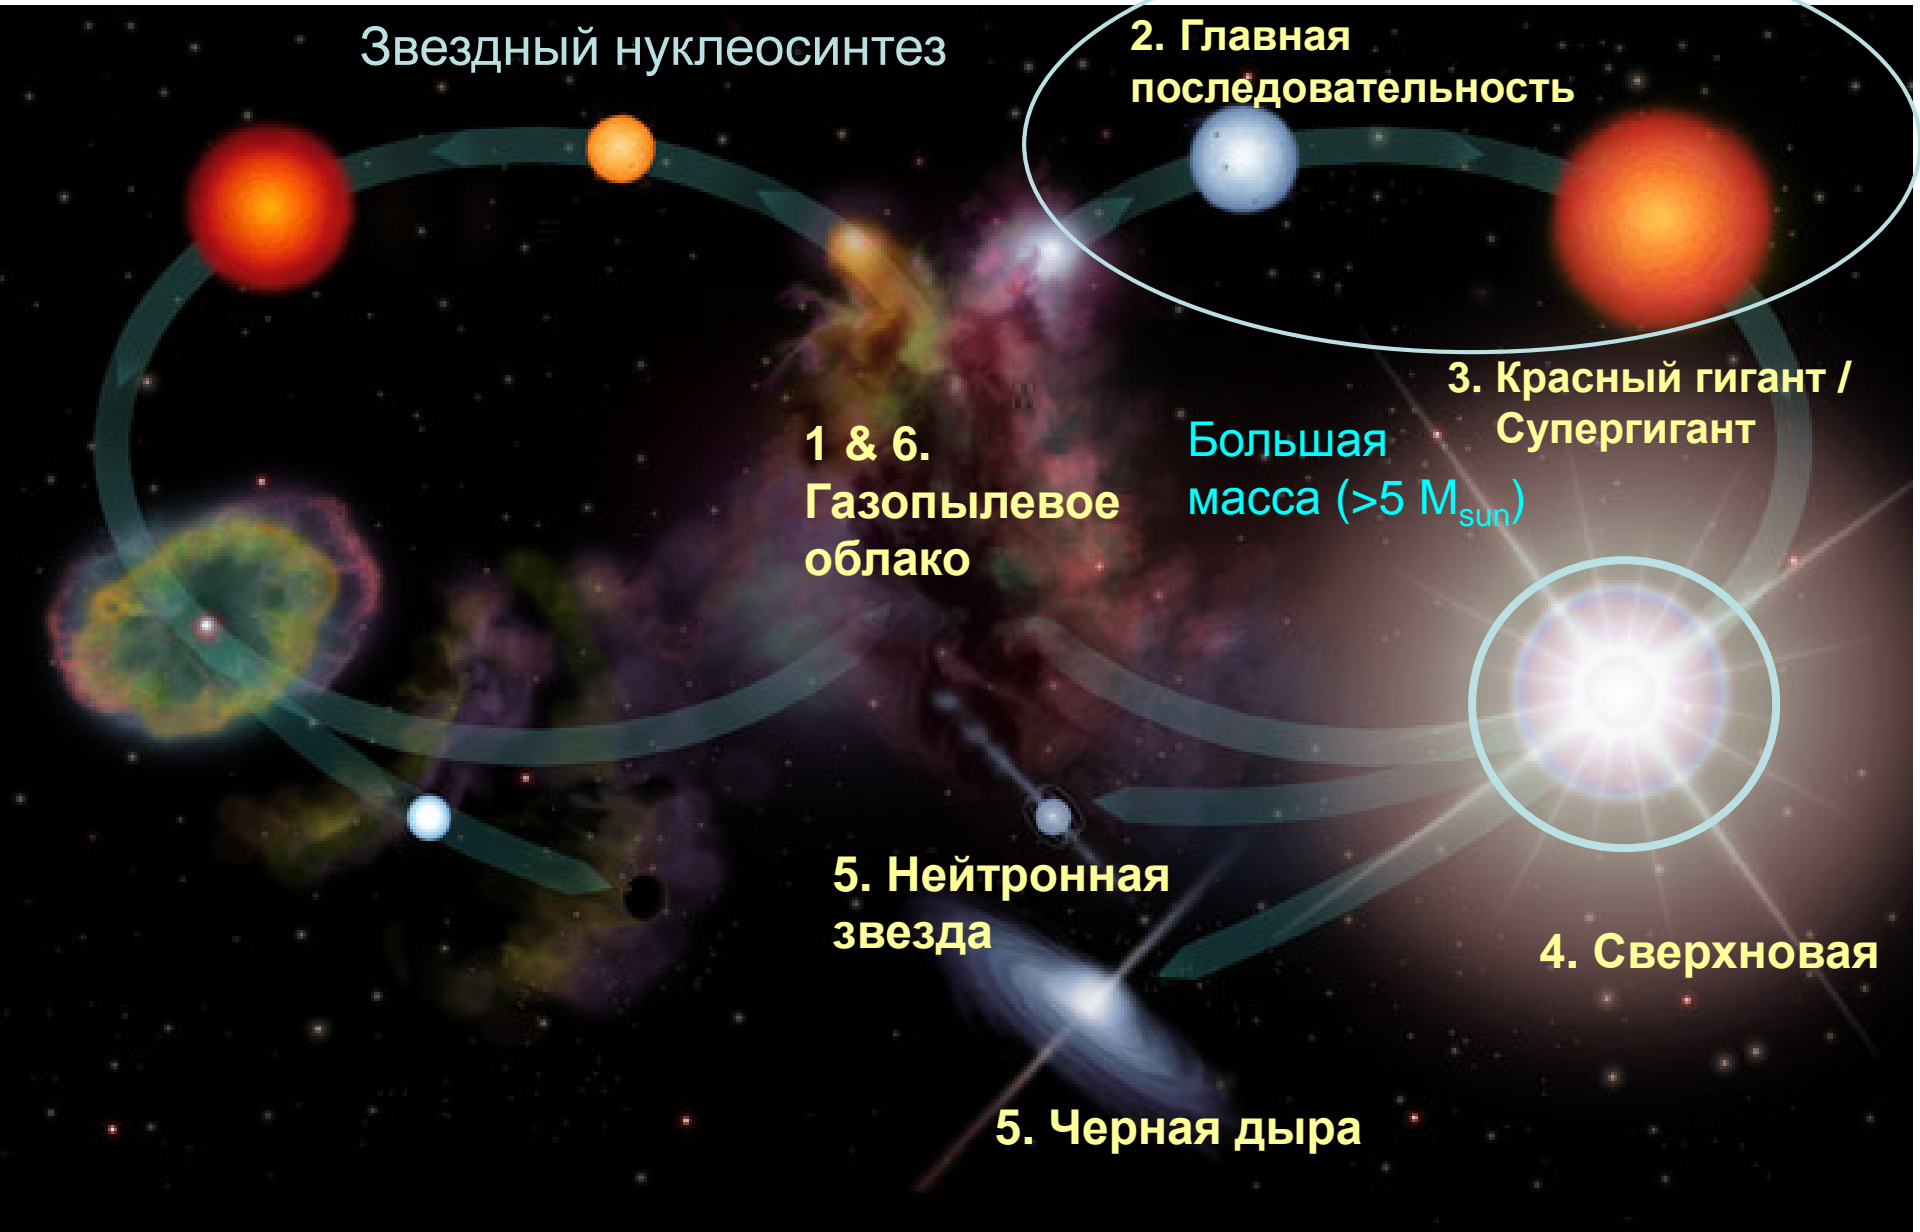 Звездный нуклеосинтез
2. Главная
последовательность
3. Красный гигант /
Супергигант
1 & 6.
Газопылевое
облако
Большая
масса (>5 M_sun)
5. Нейтронная
звезда
4. Сверхновая
5. Черная дыра